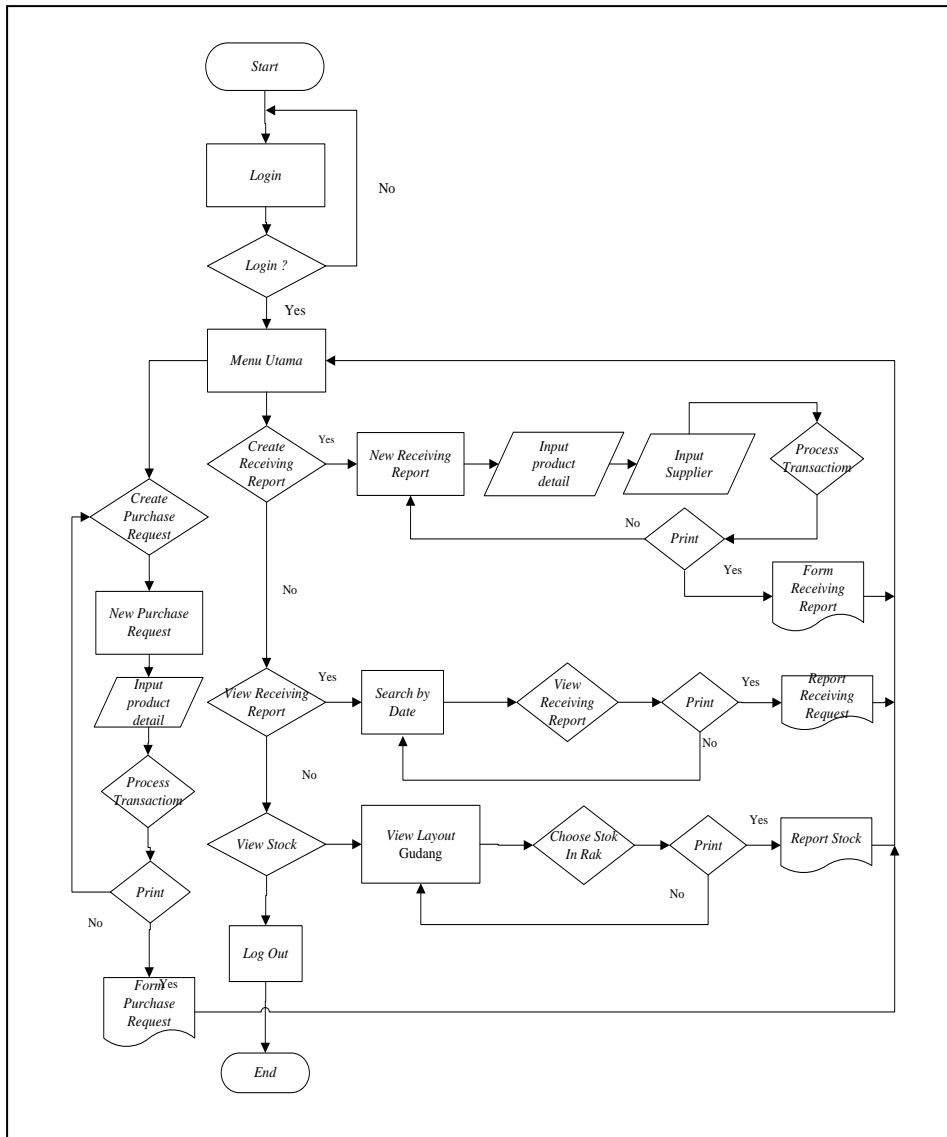 Start
Login
No
Login ?
Yes
Menu Utama
Create
Receiving
Report
Yes
New Receiving
Report
Input
product
detail
Input
Supplier
Process
Transactiom
No
Print
Yes
Form
Receiving
Report
Create
Purchase
Request
No
New Purchase
Request
Input
product
detail
View Receiving
Report
Yes
Search by
Date
View
Receiving
Report
Print
Yes
No
Report
Receiving
Request
Process
Transactiom
No
View Stock
View Layout
Gudang
Choose Stok
In Rak
Print
Yes
No
Report Stock
Print
No
Log Out
Yes
Form
Purchase
Request
End